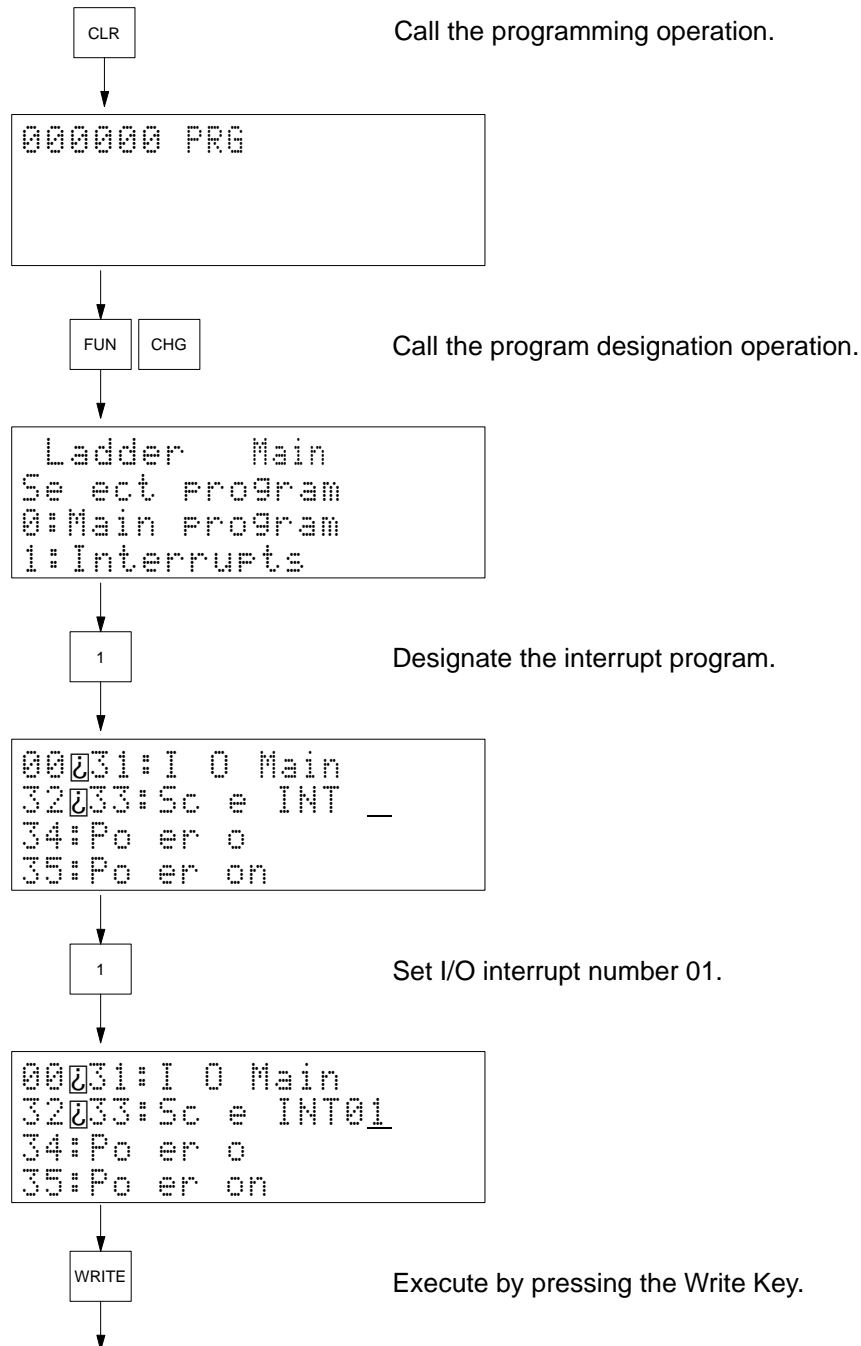 CLR
Call the programming operation.
000000 PRG
FUN CHG
Call the program designation operation.
Ladder Main
Se ect program
0:Main program
1:Interrupts
1
Designate the interrupt program.
00¿31:I O Main
32¿33:Sc e INT _
34:Po er o
35:Po er on
1
Set I/O interrupt number 01.
00¿31:I O Main
32¿33:Sc e INT01
34:Po er o
35:Po er on
WRITE
Execute by pressing the Write Key.